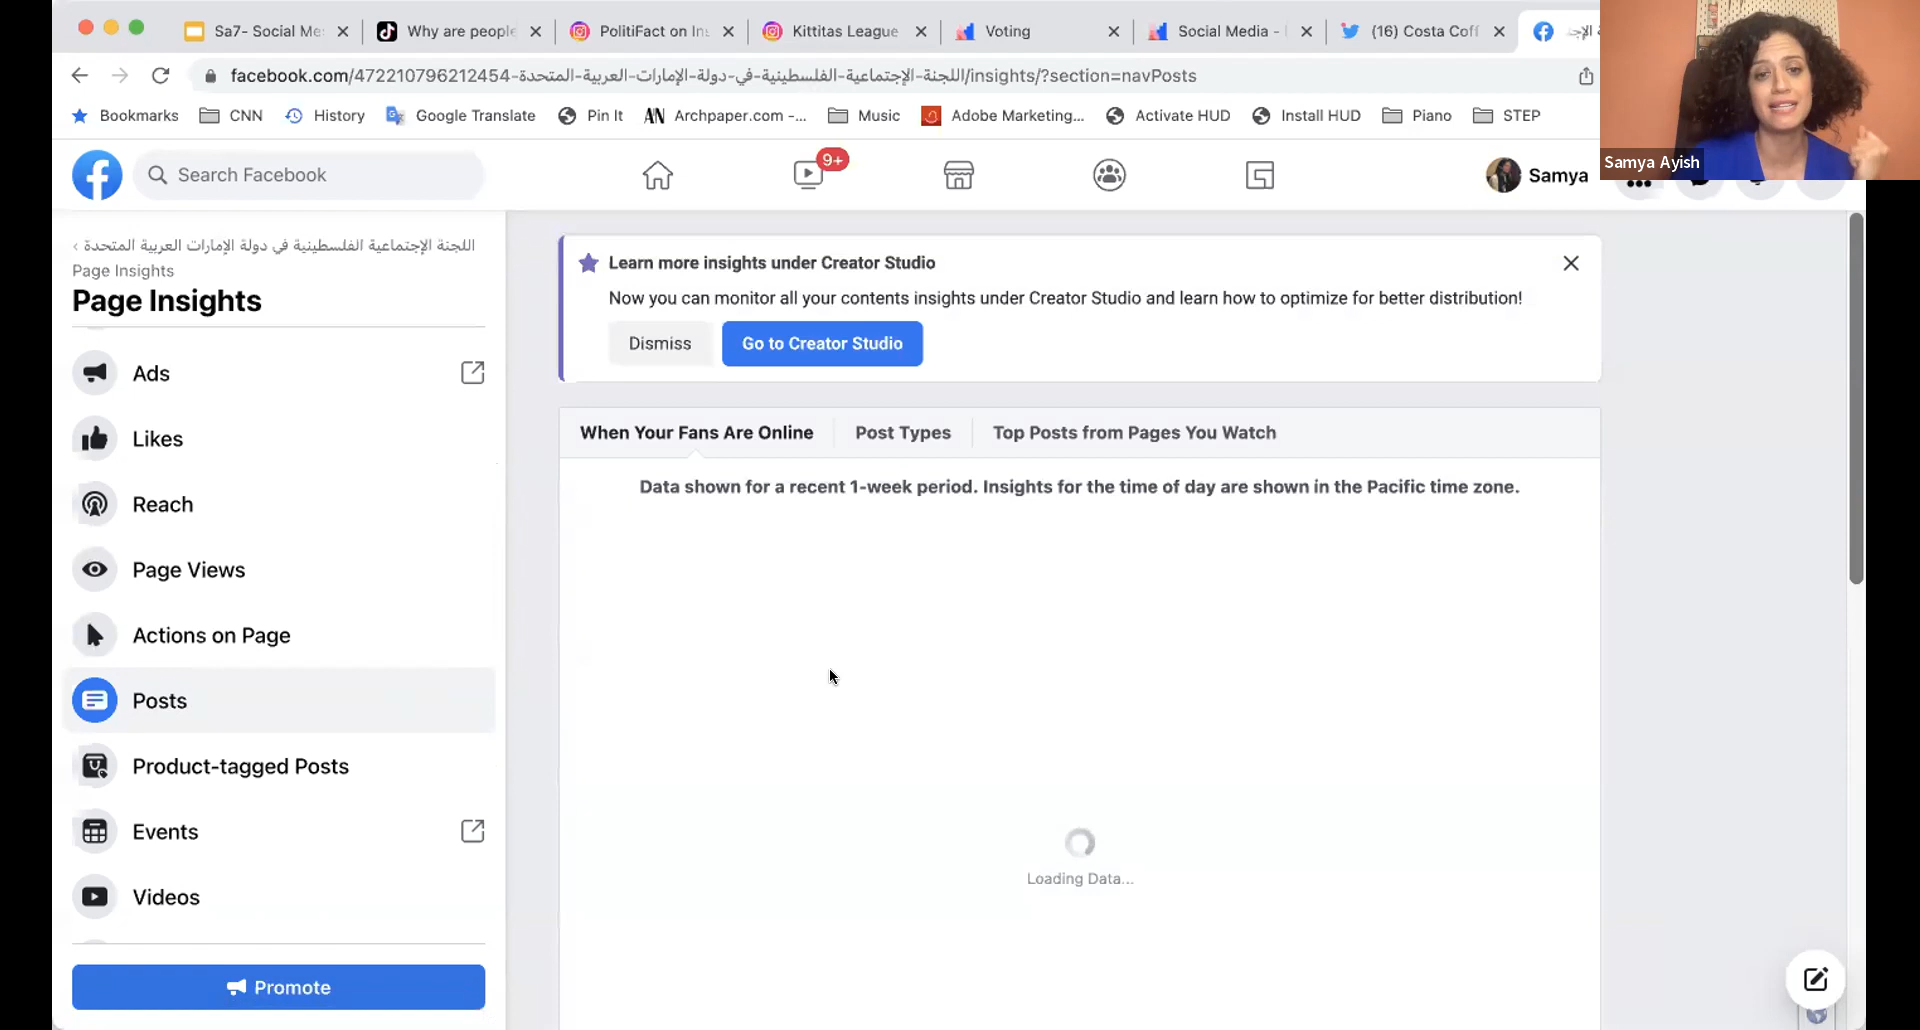 Sa7- Social Me
Why are people
PolitiFact on Ins
Kittitas League
Voting
Social Media -
(16) Costa Coff
facebook.com/472210796212454-اللجنة-الإجتماعية-الفلسطينية-في-دولة-الإمارات-العربية-المتحدة/insights/?section=navPosts
Bookmarks
CNN
History
Google Translate
Pin It
Archpaper.com -...
Music
Adobe Marketing...
Activate HUD
Install HUD
Piano
STEP
Samya Ayish
Search Facebook
9+
Samya
اللجنة الإجتماعية الفلسطينية في دولة الإمارات العربية المتحدة ›
Page Insights
Page Insights
Ads
Likes
Reach
Page Views
Actions on Page
Posts
Product-tagged Posts
Events
Videos
Promote
Learn more insights under Creator Studio
Now you can monitor all your contents insights under Creator Studio and learn how to optimize for better distribution!
Dismiss
Go to Creator Studio
When Your Fans Are Online
Post Types
Top Posts from Pages You Watch
Data shown for a recent 1-week period. Insights for the time of day are shown in the Pacific time zone.
Loading Data...